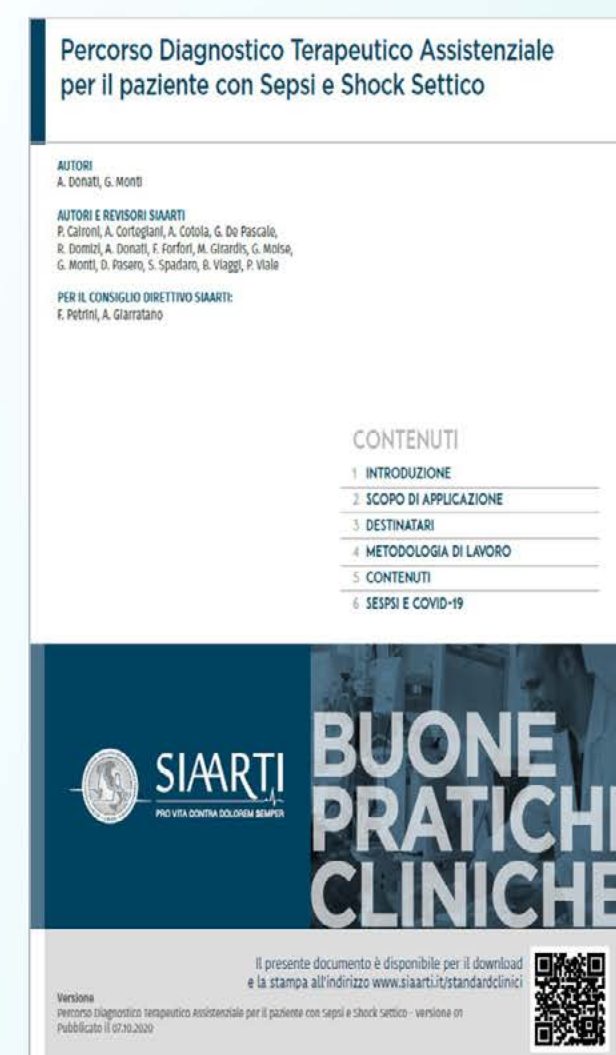 Percorso Diagnostico Terapeutico Assistenziale
per il paziente con Sepsi e Shock Settico
AUTORI
A. Donati, G. Monti
AUTORI E REVISORI SIAARTI
P. Caironi, A. Cortegiani, A. Cotoia, G. De Pascale,
R. Domizi, A. Donati, F. Forfori, M. Girardis, G. Moise,
G. Monti, D. Pasero, S. Spadaro, B. Viaggi, P. Viale
PER IL CONSIGLIO DIRETTIVO SIAARTI:
F. Petrini, A. Giarratano
CONTENUTI
1 INTRODUZIONE
2 SCOPO DI APPLICAZIONE
3 DESTINATARI
4 METODOLOGIA DI LAVORO
5 CONTENUTI
6 SESPSI E COVID-19
SIAARTI
PRO VITA CONTRA DOLOREM SEMPER
BUONE
PRATICHE
CLINICHE
Il presente documento è disponibile per il download
e la stampa all'indirizzo www.siaarti.it/standardclinici
Versione
Percorso Diagnostico Terapeutico Assistenziale per il paziente con Sepsi e Shock Settico - versione 01
Pubblicato il 07.10.2020